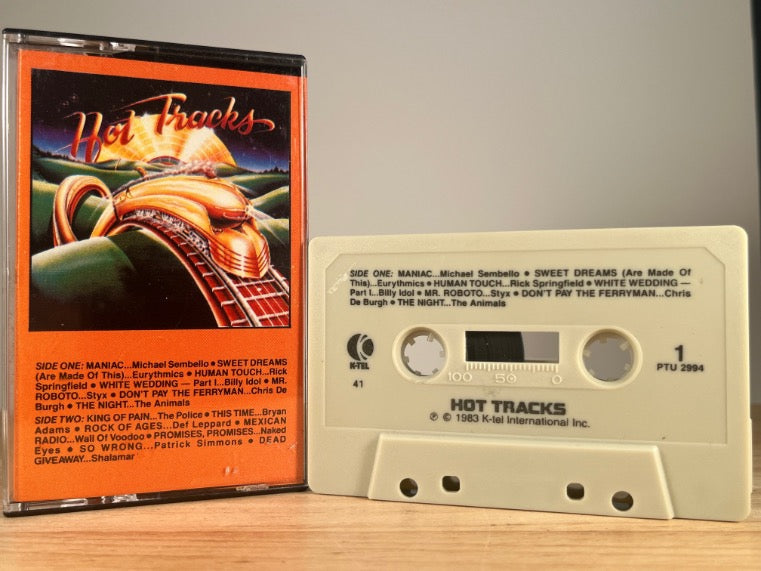 Hot Tracks
SIDE ONE: MANIAC...Michael Sembello • SWEET DREAMS
(Are Made Of This)...Eurythmics • HUMAN TOUCH...Rick
Springfield • WHITE WEDDING — Part I...Billy Idol • MR.
ROBOTO...Styx • DON'T PAY THE FERRYMAN...Chris De
Burgh • THE NIGHT...The Animals
SIDE TWO: KING OF PAIN...The Police • THIS TIME...Bryan
Adams • ROCK OF AGES...Def Leppard • MEXICAN
RADIO...Wall Of Voodoo • PROMISES, PROMISES...Naked
Eyes • SO WRONG...Patrick Simmons • DEAD
GIVEAWAY...Shalamar
SIDE ONE: MANIAC...Michael Sembello • SWEET DREAMS (Are Made Of
This)...Eurythmics • HUMAN TOUCH...Rick Springfield • WHITE WEDDING —
Part I...Billy Idol • MR. ROBOTO...Styx • DON'T PAY THE FERRYMAN...Chris
De Burgh • THE NIGHT...The Animals
K-TEL
41
100 50 0
1
PTU 2994
HOT TRACKS
℗ © 1983 K-tel International Inc.